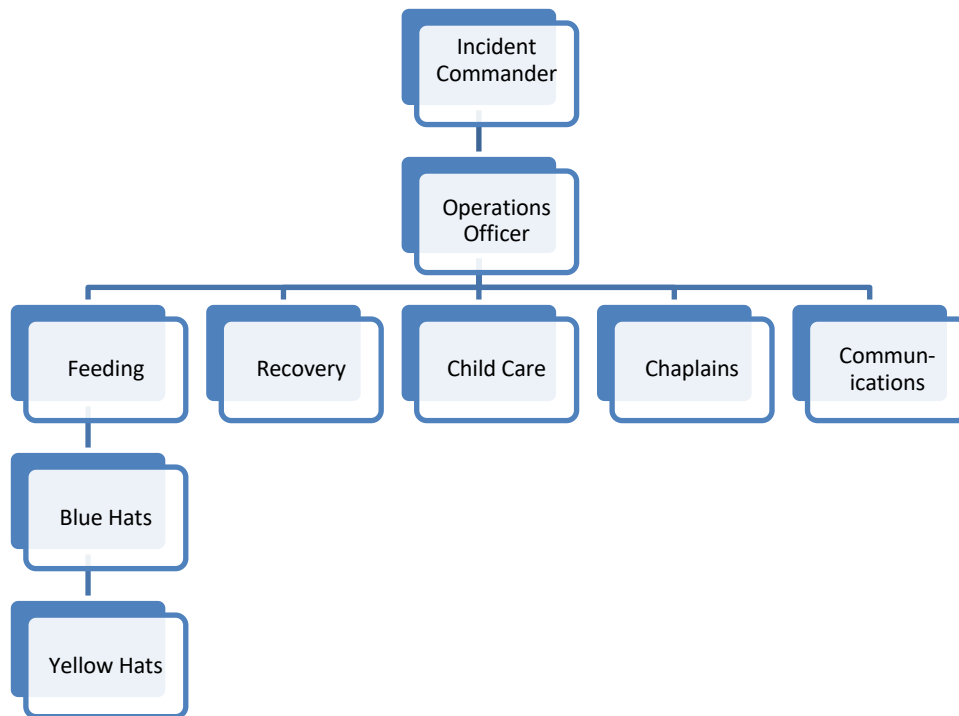 Incident
Commander
Operations
Officer
Feeding
Recovery
Child Care
Chaplains
Commun-
ications
Blue Hats
Yellow Hats